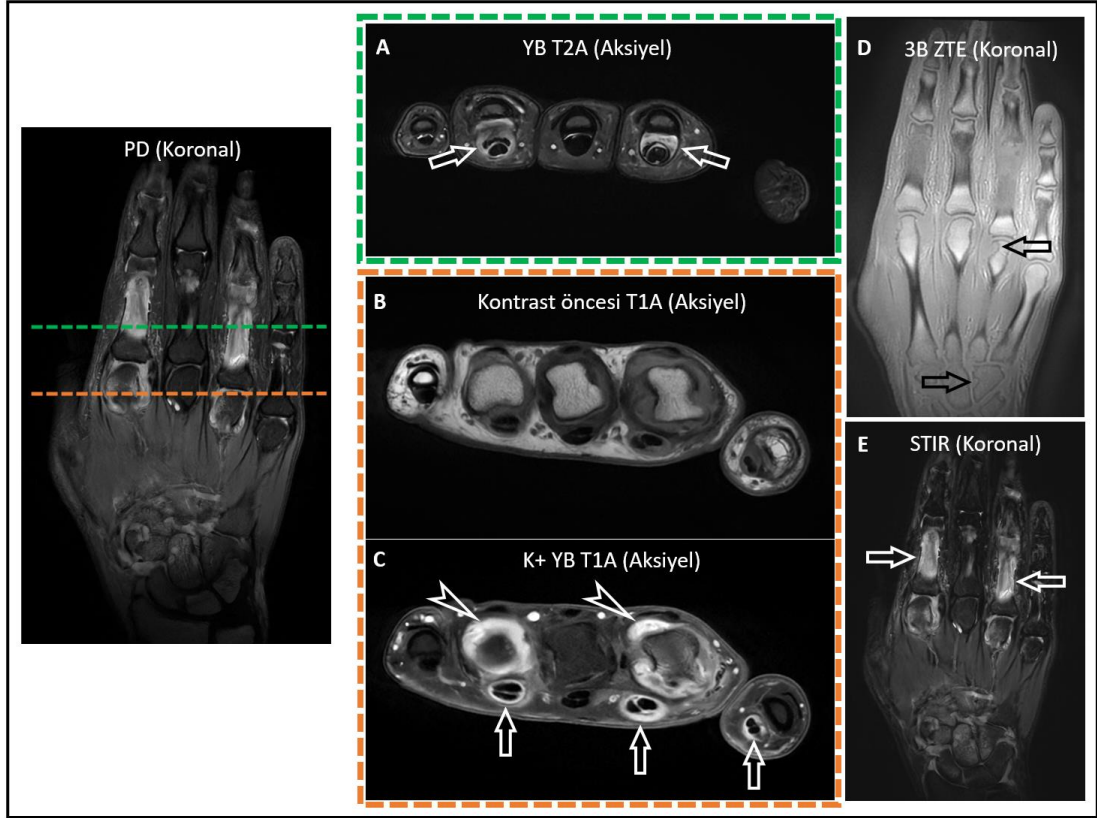 PD (Koronal)
A
YB T2A (Aksiyel)
B
Kontrast öncesi T1A (Aksiyel)
C
K+ YB T1A (Aksiyel)
D
3B ZTE (Koronal)
E
STIR (Koronal)